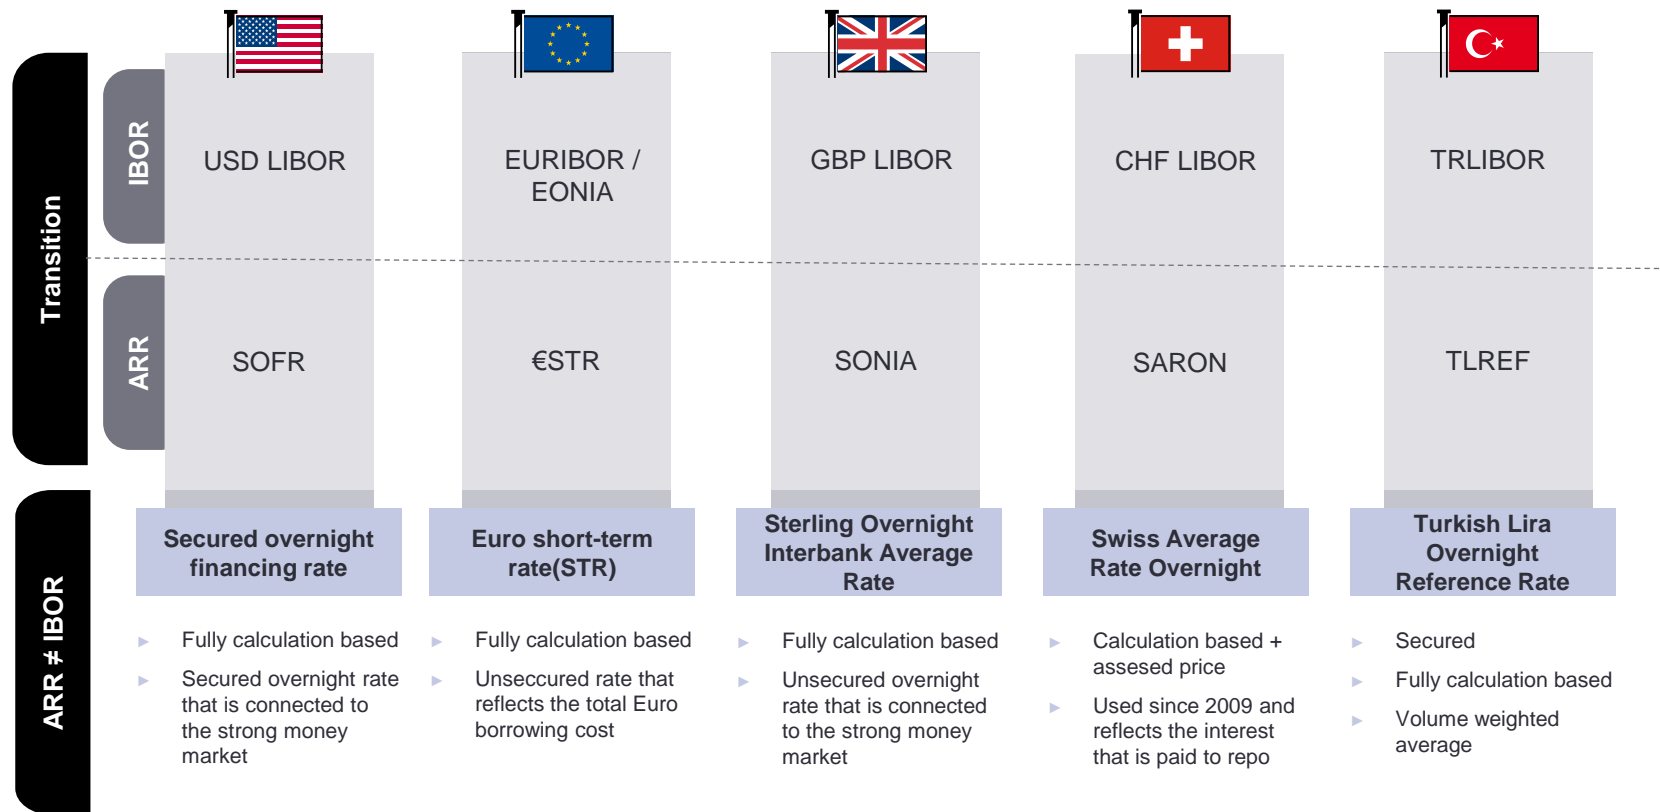 Transition
IBOR
USD LIBOR
EURIBOR /
EONIA
GBP LIBOR
CHF LIBOR
TRLIBOR
ARR
SOFR
€STR
SONIA
SARON
TLREF
ARR ≠ IBOR
Secured overnight
financing rate
Euro short-term
rate(STR)
Sterling Overnight
Interbank Average
Rate
Swiss Average
Rate Overnight
Turkish Lira
Overnight
Reference Rate
Fully calculation based
Secured overnight rate
that is connected to
the strong money
market
Fully calculation based
Unseccured rate that
reflects the total Euro
borrowing cost
Fully calculation based
Unsecured overnight
rate that is connected
to the strong money
market
Calculation based +
assesed price
Used since 2009 and
reflects the interest
that is paid to repo
Secured
Fully calculation based
Volume weighted
average